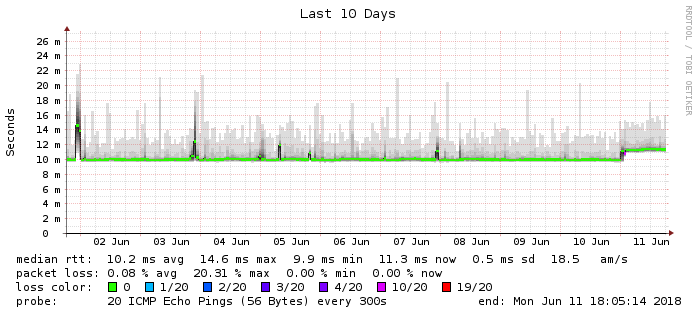 Last 10 Days
RRDTOOL / TOBI OETIKER
Seconds
26 m
24 m
22 m
20 m
18 m
16 m
14 m
12 m
10 m
8 m
6 m
4 m
2 m
0
02 Jun 03 Jun 04 Jun 05 Jun 06 Jun 07 Jun 08 Jun 09 Jun 10 Jun 11 Jun
median rtt: 10.2 ms avg 14.6 ms max 9.9 ms min 11.3 ms now 0.5 ms sd 18.5 am/s
packet loss: 0.08 % avg 20.31 % max 0.00 % min 0.00 % now
loss color: 0 1/20 2/20 3/20 4/20 10/20 19/20
probe: 20 ICMP Echo Pings (56 Bytes) every 300s end: Mon Jun 11 18:05:14 2018